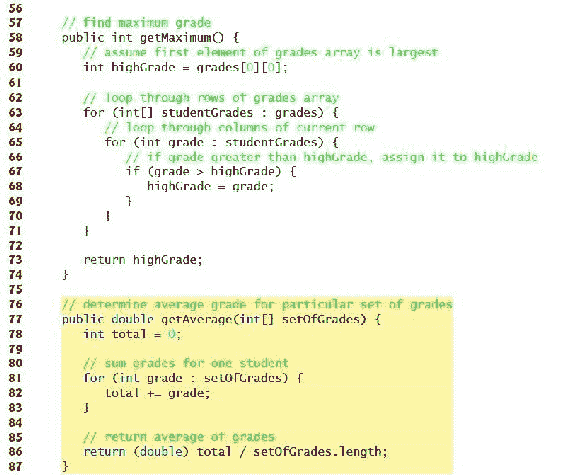 56
57 // find maximum grade
58 public int getMaximum() {
59 // assume first element of grades array is largest
60 int highGrade = grades[0][0];
61
62 // loop through rows of grades array
63 for (int[] studentGrades : grades) {
64 // loop through columns of current row
65 for (int grade : studentGrades) {
66 // if grade greater than highGrade, assign it to highGrade
67 if (grade > highGrade) {
68 highGrade = grade;
69 }
70 }
71 }
72
73 return highGrade;
74 }
75
76 // determine average grade for particular set of grades
77 public double getAverage(int[] setOfGrades) {
78 int total = 0;
79
80 // sum grades for one student
81 for (int grade : setOfGrades) {
82 total += grade;
83 }
84
85 // return average of grades
86 return (double) total / setOfGrades.length;
87 }